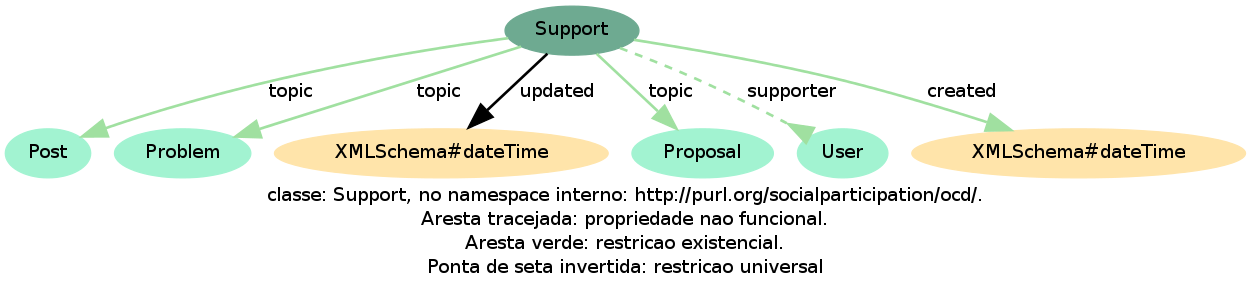 Support
topic
topic
updated
topic
supporter
created
Post
Problem
XMLSchema#dateTime
Proposal
User
XMLSchema#dateTime
classe: Support, no namespace interno: http://purl.org/socialparticipation/ocd/.
Aresta tracejada: propriedade nao funcional.
Aresta verde: restricao existencial.
Ponta de seta invertida: restricao universal